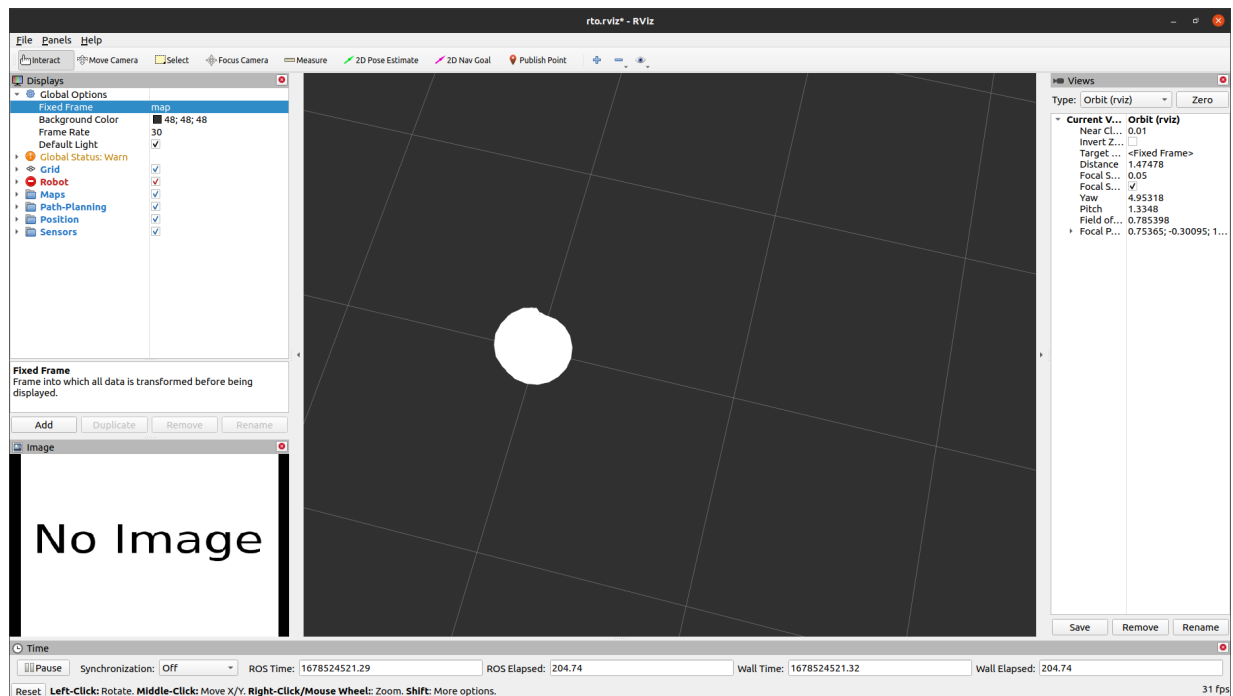 rto.rviz* - RViz
File Panels Help
Interact Move Camera Select Focus Camera Measure 2D Pose Estimate 2D Nav Goal Publish Point
Displays
Global Options
Fixed Frame map
Background Color 48; 48; 48
Frame Rate 30
Default Light
Global Status: Warn
Grid
Robot
Maps
Path-Planning
Position
Sensors
Fixed Frame
Frame into which all data is transformed before being
displayed.
Add Duplicate Remove Rename
Image
No Image
Views
Type: Orbit (rviz) Zero
Current V... Orbit (rviz)
Near Cl... 0.01
Invert Z...
Target ... <Fixed Frame>
Distance 1.47478
Focal S... 0.05
Focal S...
Yaw 4.95318
Pitch 1.3348
Field of... 0.785398
Focal P... 0.75365; -0.30095; 1...
Save Remove Rename
Time
Pause Synchronization: Off ROS Time: 1678524521.29 ROS Elapsed: 204.74 Wall Time: 1678524521.32 Wall Elapsed: 204.74
Reset Left-Click: Rotate. Middle-Click: Move X/Y. Right-Click/Mouse Wheel:: Zoom. Shift: More options. 31 fps